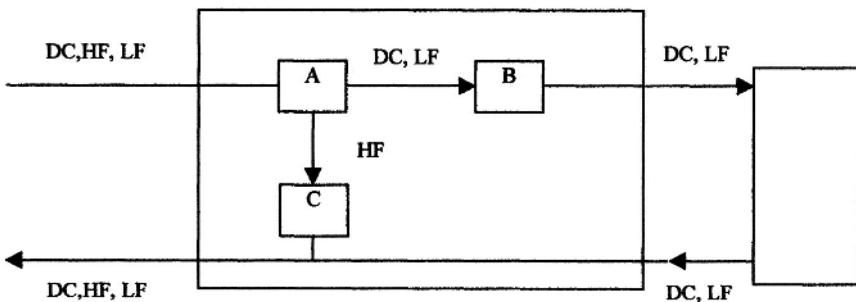 DC,HF, LF
A
DC, LF
B
DC, LF
HF
C
DC,HF, LF
DC, LF